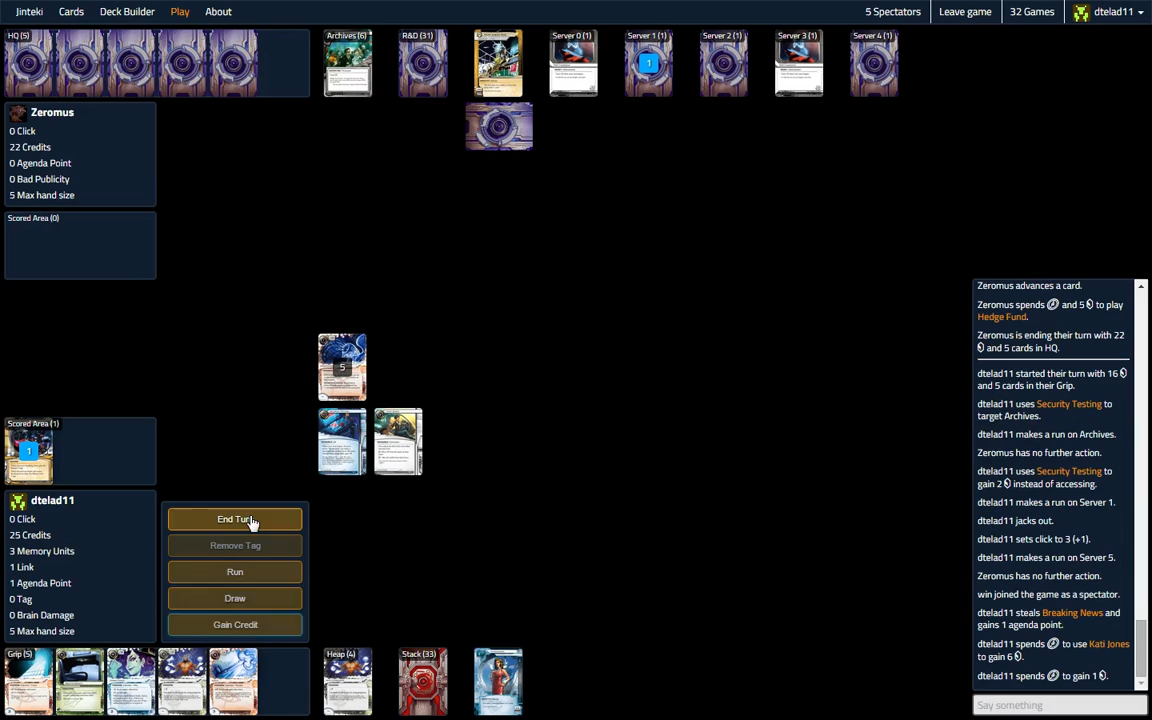 Jinteki Cards Deck Builder Play About 5 Spectators Leave game 32 Games dtelad11
HQ (5) Archives (6) R&D (31) Server 0 (1) Server 1 (1) Server 2 (1) Server 3 (1) Server 4 (1)
1
Zeromus
0 Click
22 Credits
0 Agenda Point
0 Bad Publicity
5 Max hand size
Scored Area (0)
5
Scored Area (1)
1
dtelad11
0 Click
25 Credits
3 Memory Units
1 Link
1 Agenda Point
0 Tag
0 Brain Damage
5 Max hand size
End Tur
Remove Tag
Run
Draw
Gain Credit
Grip (5) Heap (4) Stack (33)
Zeromus advances a card.
Zeromus spends and 5 to play
Hedge Fund.
Zeromus is ending their turn with 22
and 5 cards in HQ.
dtelad11 started their turn with 16
and 5 cards in their Grip.
dtelad11 uses Security Testing to
target Archives.
dtelad11 makes a run on Archives.
Zeromus has no further action.
dtelad11 uses Security Testing to
gain 2 instead of accessing.
dtelad11 makes a run on Server 1.
dtelad11 jacks out.
dtelad11 sets click to 3 (+1).
dtelad11 makes a run on Server 5.
Zeromus has no further action.
win joined the game as a spectator.
dtelad11 steals Breaking News and
gains 1 agenda point.
dtelad11 spends to use Kati Jones
to gain 6 .
dtelad11 spends to gain 1 .
Say something